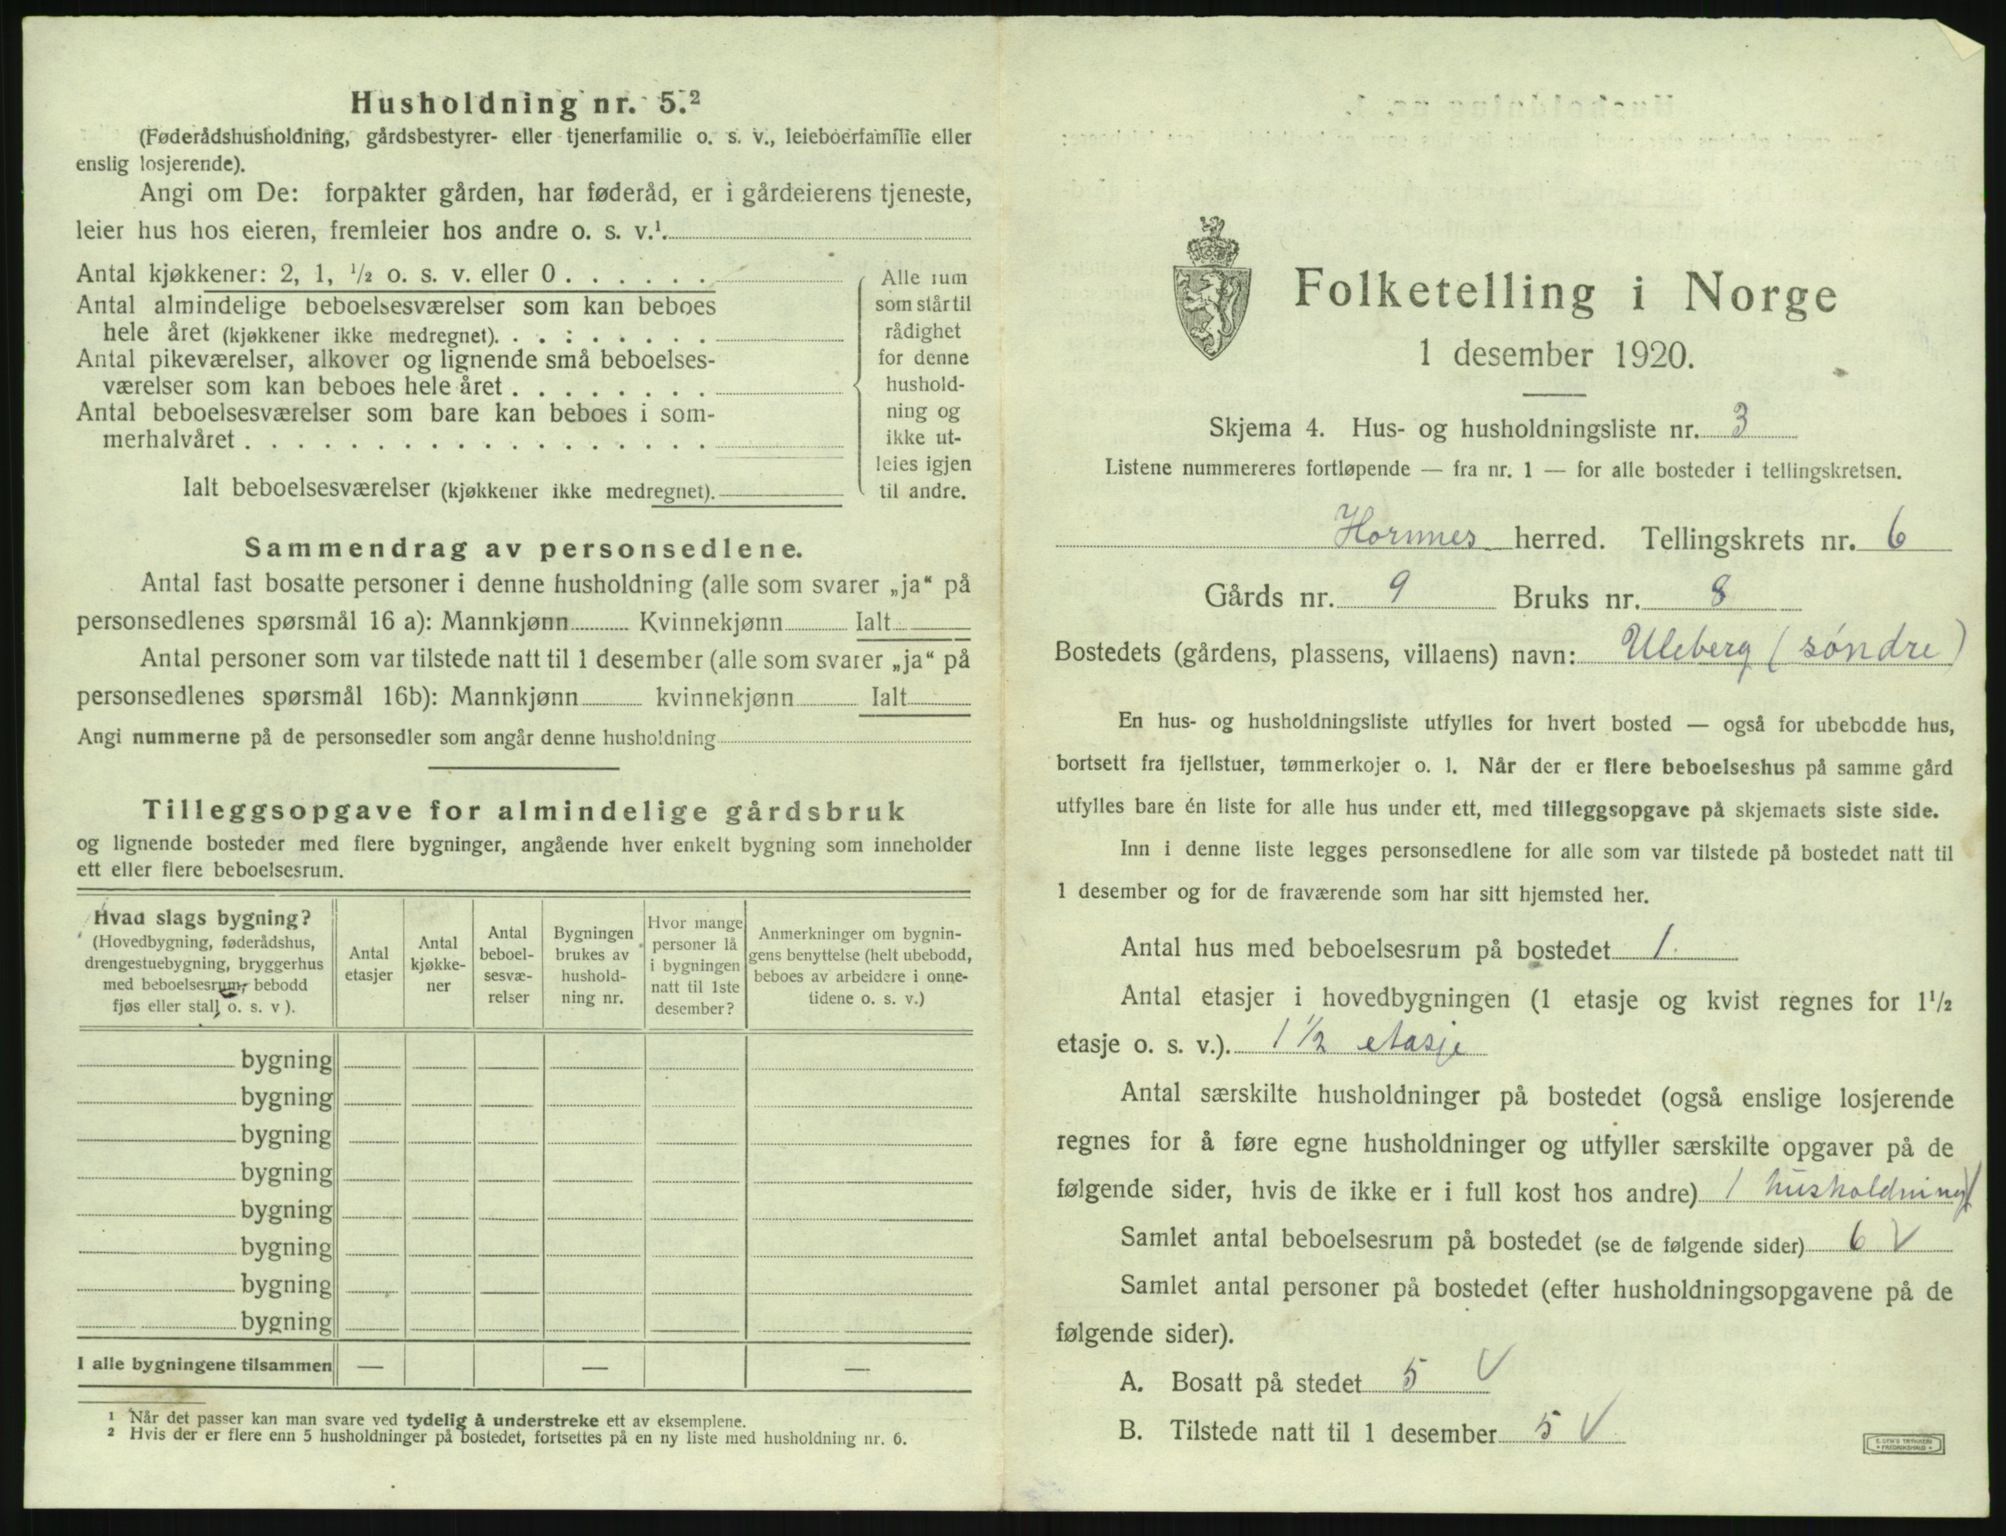 Husholdning nr. 5.²
(Føderådshusholdning, gårdsbestyrer- eller tjenerfamilie o. s. v., leieboerfamilie eller
enslig losjerende).
Angi om De: forpakter gården, har føderåd, er i gårdeierens tjeneste,
leier hus hos eieren, fremleier hos andre o. s. v.¹
Antal kjøkkener: 2, 1, ½ o. s. v. eller 0 . . . . . .
Antal almindelige beboelsesværelser som kan beboes
hele året (kjøkkener ikke medregnet). . . : . . . . .
Antal pikeværelser, alkover og lignende små beboelses-
værelser som kan beboes hele året . . . . . . . .
Antal beboelsesværelser som bare kan beboes i som-
merhalvåret . . . . . . . . . . . . . . . . . .
Ialt beboelsesværelser (kjøkkener ikke medregnet).
Alle rum
som står til
rådighet
for denne
hushold-
ning og
ikke ut-
leies igjen
til andre.
Sammendrag av personsedlene.
Antal fast bosatte personer i denne husholdning (alle som svarer „ja“ på
personsedlenes spørsmål 16 a): Mannkjønn Kvinnekjønn Ialt
Antal personer som var tilstede natt til 1 desember (alle som svarer „ja“ på
personsedlenes spørsmål 16b): Mannkjønn kvinnekjønn Ialt
Angi nummerne på de personsedler som angår denne husholdning
Tilleggsopgave for almindelige gårdsbruk
og lignende bosteder med flere bygninger, angående hver enkelt bygning som inneholder
ett eller flere beboelsesrum.
Hvad slags bygning?
(Hovedbygning, føderådshus,
drengestuebygning, bryggerhus
med beboelsesrum, bebodd
fjøs eller stall o. s. v ).
Antal
etasjer
Antal
kjøkke-
ner
Antal
beboel-
sesvæ-
relser
Bygningen
brukes av
hushold-
ning nr.
Hvor mange
personer lå
i bygningen
natt til 1ste
desember?
Anmerkninger om bygnin-
gens benyttelse (helt ubebodd,
beboes av arbeidere i onne-
tidene o. s. v.)
bygning
bygning
bygning
bygning
bygning
bygning
bygning
bygning
I alle bygningene tilsammen — — —
¹ Når det passer kan man svare ved tydelig å understreke ett av eksemplene.
² Hvis der er flere enn 5 husholdninger på bostedet, fortsettes på en ny liste med husholdning nr. 6.
Folketelling i Norge
1 desember 1920.
Skjema 4. Hus- og husholdningsliste nr. 3
Listene nummereres fortløpende — fra nr. 1 — for alle bosteder i tellingskretsen.
Hornnes herred. Tellingskrets nr. 6
Gårds nr. 9 Bruks nr. 8
Bostedets (gårdens, plassens, villaens) navn: Uleberg (søndre)
En hus- og husholdningsliste utfylles for hvert bosted — også for ubebodde hus,
bortsett fra fjellstuer, tømmerkojer o. l. Når der er flere beboelseshus på samme gård
utfylles bare én liste for alle hus under ett, med tilleggsopgave på skjemaets siste side.
Inn i denne liste legges personsedlene for alle som var tilstede på bostedet natt til
1 desember og for de fraværende som har sitt hjemsted her.
Antal hus med beboelsesrum på bostedet 1.
Antal etasjer i hovedbygningen (1 etasje og kvist regnes for 1½
etasje o. s. v.). 1 ½ etasje
Antal særskilte husholdninger på bostedet (også enslige losjerende
regnes for å føre egne husholdninger og utfyller særskilte opgaver på de
følgende sider, hvis de ikke er i full kost hos andre) 1 husholdning
Samlet antal beboelsesrum på bostedet (se de følgende sider) 6 V
Samlet antal personer på bostedet (efter husholdningsopgavene på de
følgende sider).
A. Bosatt på stedet 5 V
B. Tilstede natt til 1 desember 5 V